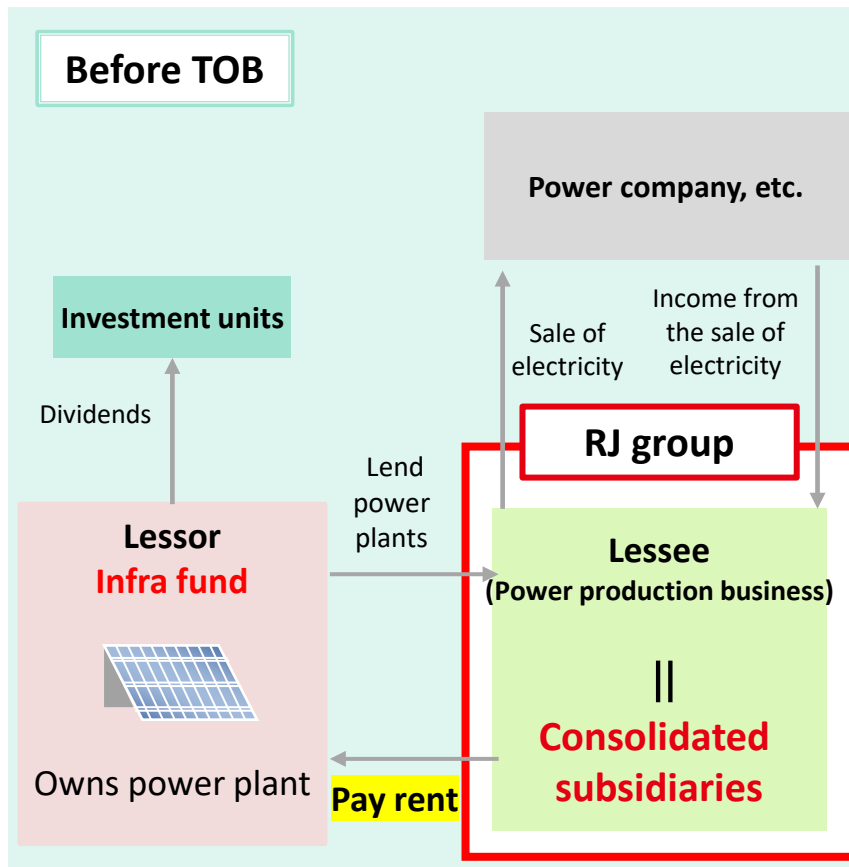 Before TOB
Power company, etc.
Investment units
Sale of
electricity
Income from
the sale of
electricity
Dividends
RJ group
Lend
power
plants
Lessor
Infra fund
Lessee
(Power production business)
||
Consolidated
subsidiaries
Owns power plant
Pay rent